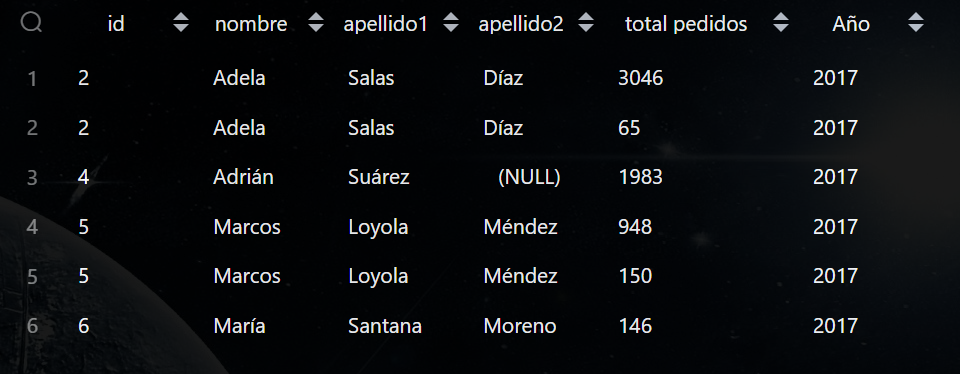 id nombre apellido1 apellido2 total pedidos Año
1 2 Adela Salas Díaz 3046 2017
2 2 Adela Salas Díaz 65 2017
3 4 Adrián Suárez (NULL) 1983 2017
4 5 Marcos Loyola Méndez 948 2017
5 5 Marcos Loyola Méndez 150 2017
6 6 María Santana Moreno 146 2017